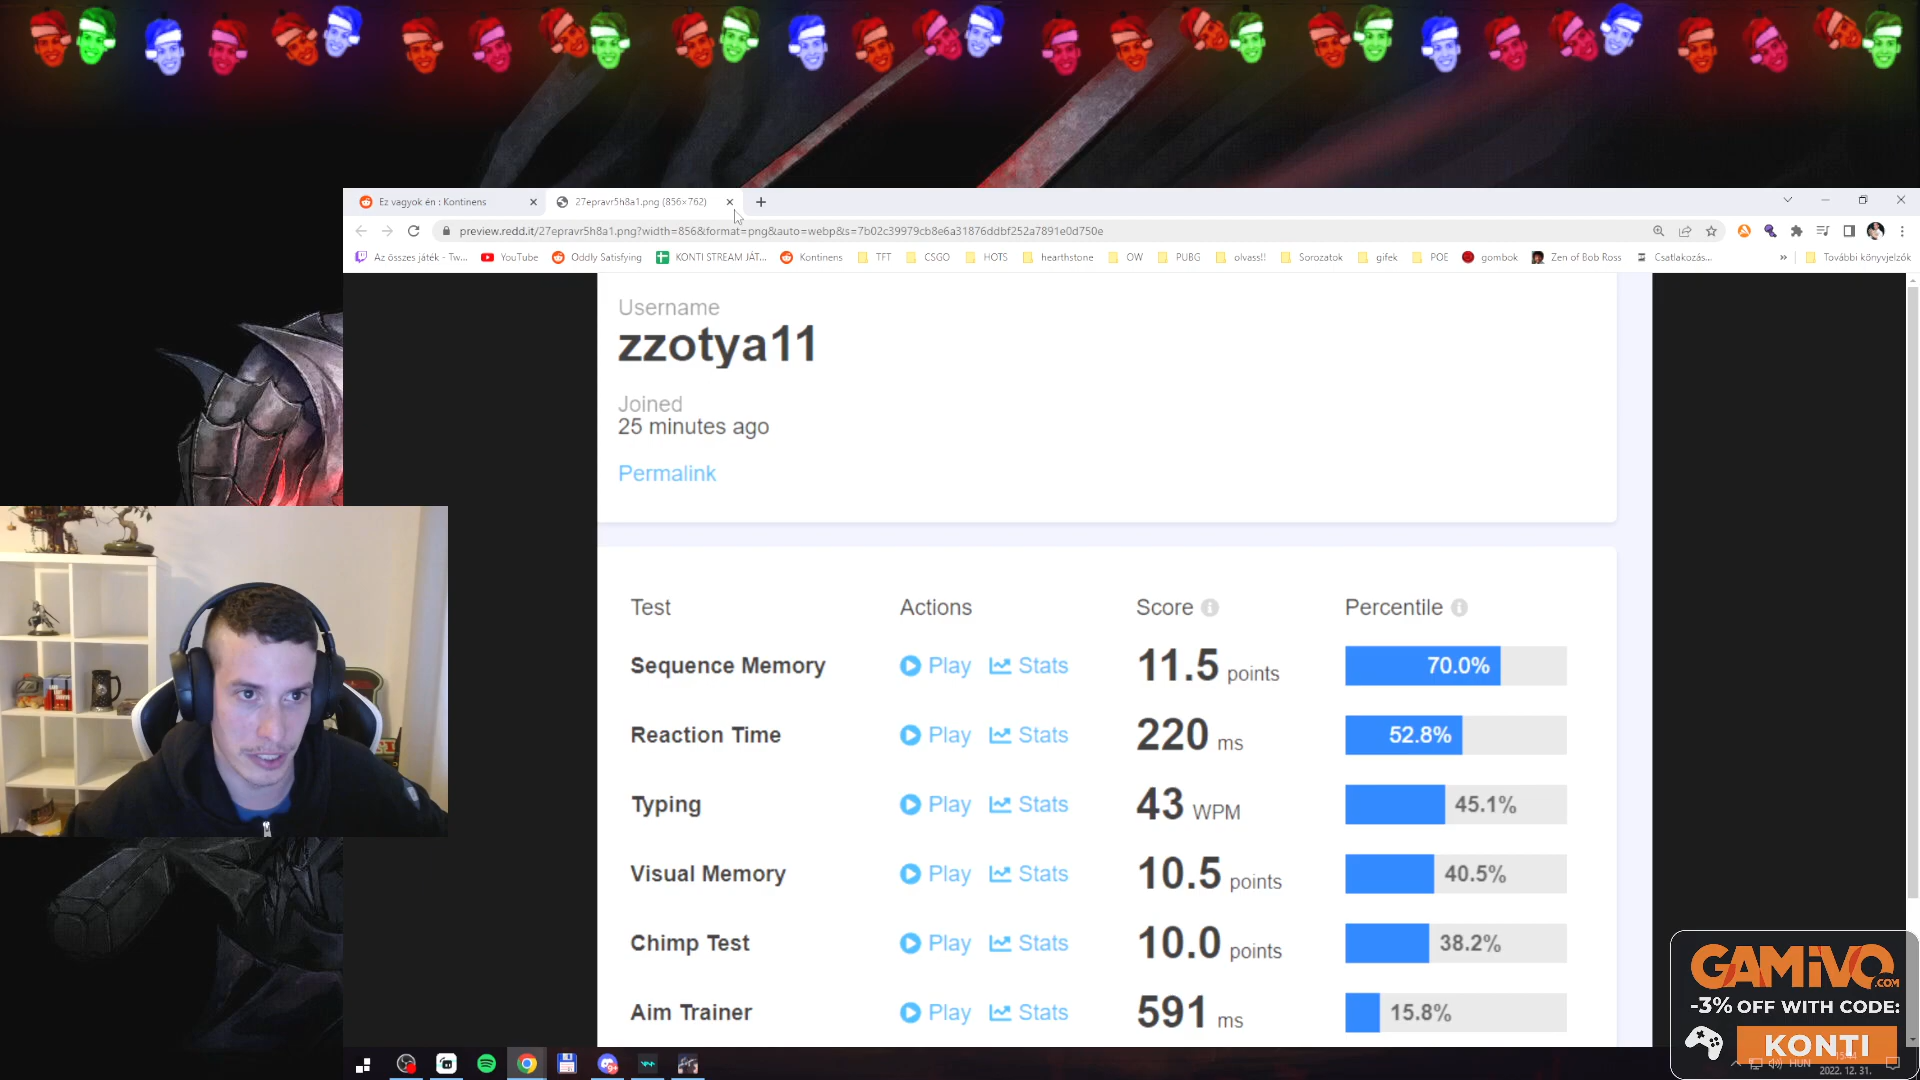 Ez vagyok én : Kontinens
27epravr5h8a1.png (856×762)
preview.redd.it/27epravr5h8a1.png?width=856&format=png&auto=webp&s=7b02c39979cb8e6a31876ddbf252a7891e0d750e
Az összes játék - Tw... YouTube Oddly Satisfying KONTI STREAM JÁT... Kontinens TFT CSGO HOTS hearthstone OW PUBG olvass!! Sorozatok gifek POE gombok Zen of Bob Ross Csatlakozás... » További könyvjelzők
Username
zzotya11
Joined
25 minutes ago
Permalink
Test Actions Score Percentile
Sequence Memory Play Stats 11.5 points 70.0%
Reaction Time Play Stats 220 ms 52.8%
Typing Play Stats 43 WPM 45.1%
Visual Memory Play Stats 10.5 points 40.5%
Chimp Test Play Stats 10.0 points 38.2%
Aim Trainer Play Stats 591 ms 15.8%
GAMIVO.COM
-3% OFF WITH CODE:
KONTI
HUN
2022. 12. 31.